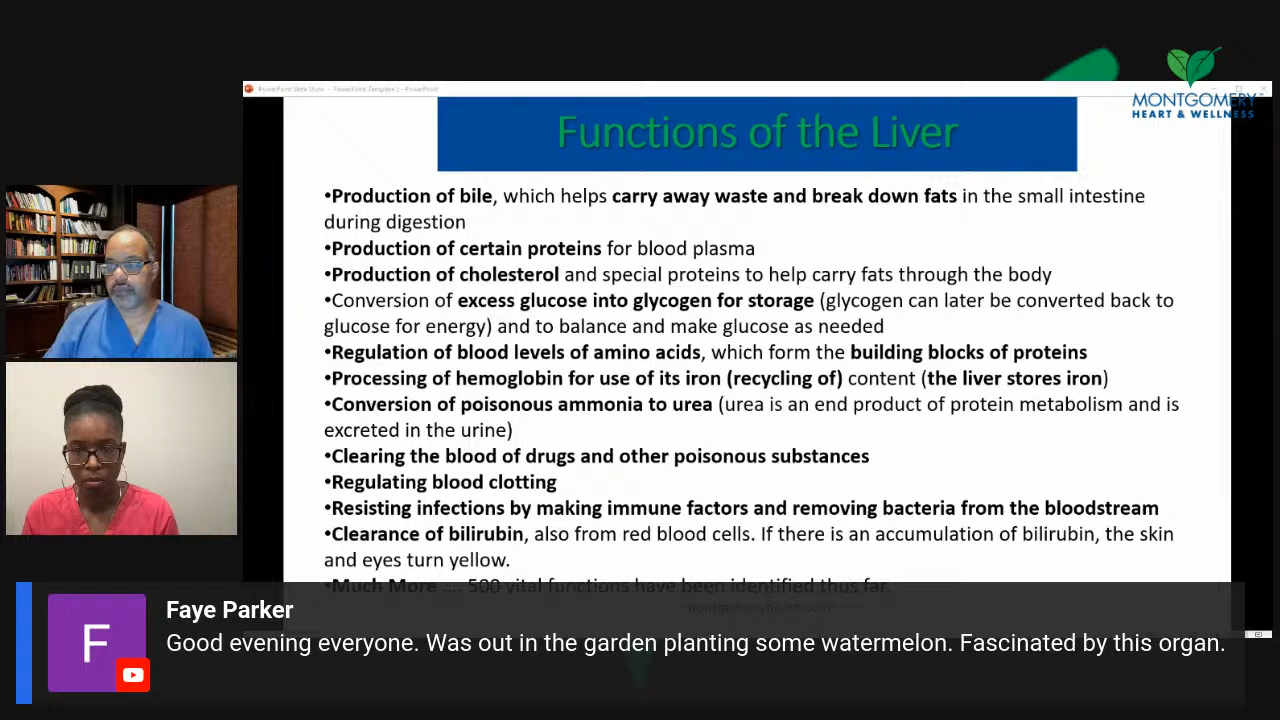 PowerPoint Slide Show - PowerPoint Template 2 - PowerPoint
MONTGOMERY
HEART & WELLNESS
Functions of the Liver
•Production of bile, which helps carry away waste and break down fats in the small intestine
during digestion
•Production of certain proteins for blood plasma
•Production of cholesterol and special proteins to help carry fats through the body
•Conversion of excess glucose into glycogen for storage (glycogen can later be converted back to
glucose for energy) and to balance and make glucose as needed
•Regulation of blood levels of amino acids, which form the building blocks of proteins
•Processing of hemoglobin for use of its iron (recycling of) content (the liver stores iron)
•Conversion of poisonous ammonia to urea (urea is an end product of protein metabolism and is
excreted in the urine)
•Clearing the blood of drugs and other poisonous substances
•Regulating blood clotting
•Resisting infections by making immune factors and removing bacteria from the bloodstream
•Clearance of bilirubin, also from red blood cells. If there is an accumulation of bilirubin, the skin
and eyes turn yellow.
•Much More .... 500 vital functions have been identified thus far.
F
Faye Parker
Good evening everyone. Was out in the garden planting some watermelon. Fascinated by this organ.